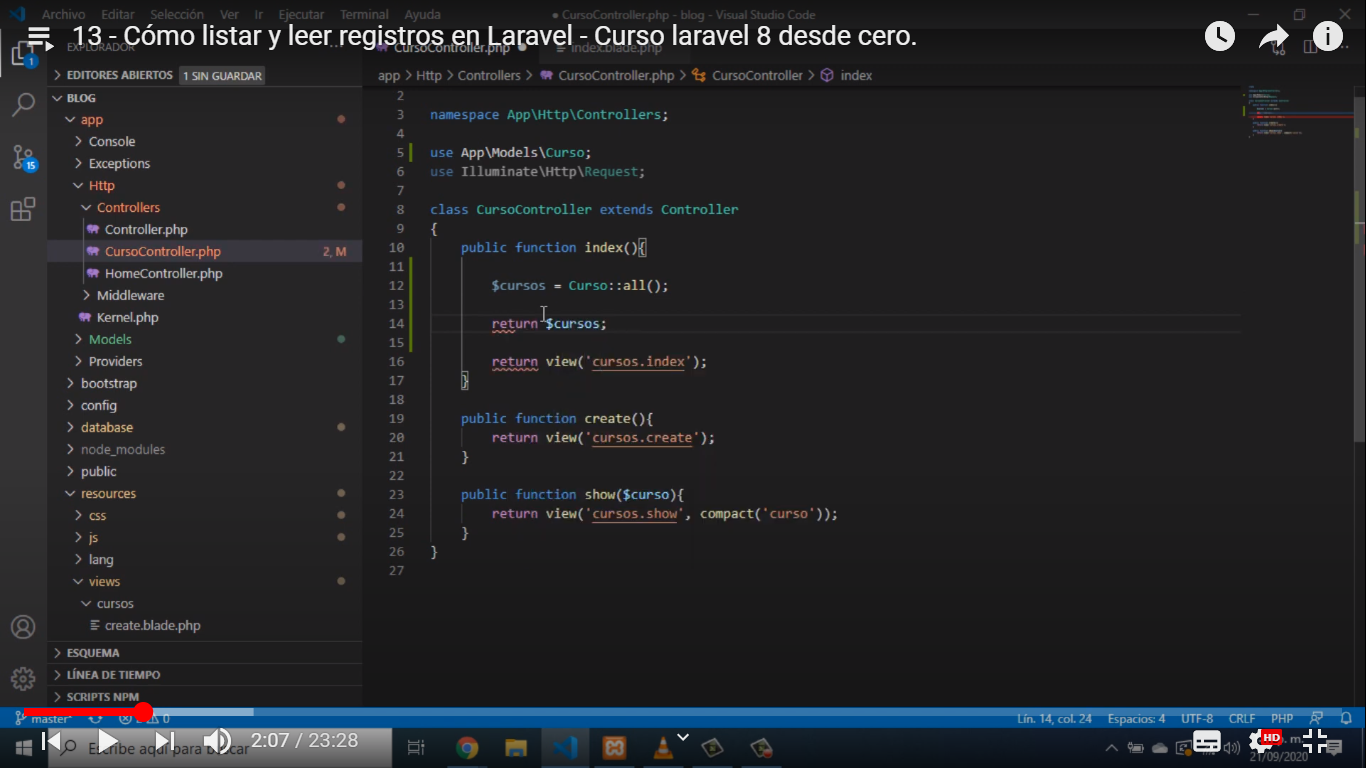 Archivo Editar Selección Ver Ir Ejecutar Terminal Ayuda
● CursoController.php - blog - Visual Studio Code
13 - Cómo listar y leer registros en Laravel - Curso laravel 8 desde cero.
EXPLORADOR
CursoController.php
index.blade.php
EDITORES ABIERTOS 1 SIN GUARDAR
app > Http > Controllers > CursoController.php > CursoController > index
BLOG
app
Console
Exceptions
Http
Controllers
Controller.php
CursoController.php 2, M
HomeController.php
Middleware
Kernel.php
Models
Providers
bootstrap
config
database
node_modules
public
resources
css
js
lang
views
cursos
create.blade.php
ESQUEMA
LÍNEA DE TIEMPO
SCRIPTS NPM
1
15
2
3 namespace App\Http\Controllers;
4
5 use App\Models\Curso;
6 use Illuminate\Http\Request;
7
8 class CursoController extends Controller
9 {
10 public function index(){
11
12 $cursos = Curso::all();
13
14 return $cursos;
15
16 return view('cursos.index');
17 }
18
19 public function create(){
20 return view('cursos.create');
21 }
22
23 public function show($curso){
24 return view('cursos.show', compact('curso'));
25 }
26 }
27
master* 0
Lín. 14, col. 24 Espacios: 4 UTF-8 CRLF PHP
2:07 / 23:28
Escribe aquí para buscar
HD
21/09/2020